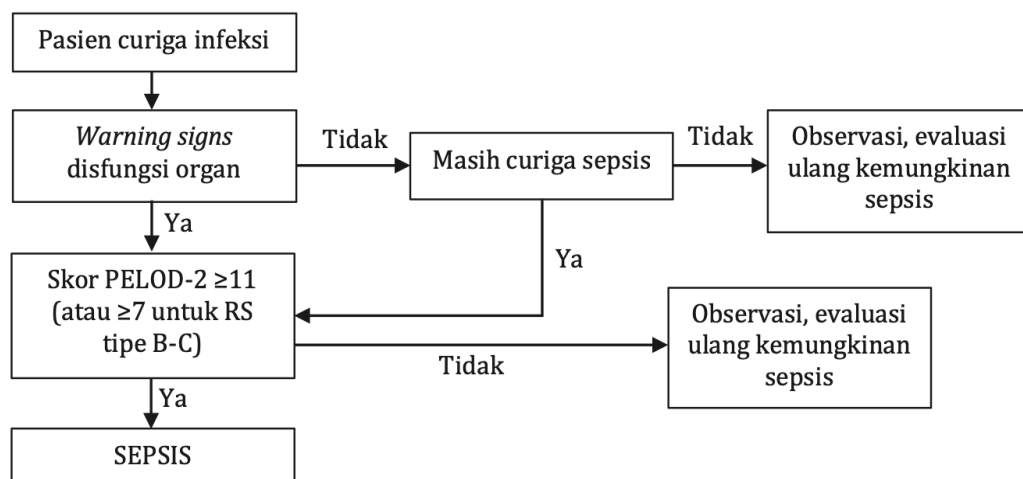 Pasien curiga infeksi
Warning signs
disfungsi organ
Tidak
Masih curiga sepsis
Tidak
Observasi, evaluasi
ulang kemungkinan
sepsis
Ya
Ya
Skor PELOD-2 ≥11
(atau ≥7 untuk RS
tipe B-C)
Tidak
Observasi, evaluasi
ulang kemungkinan
sepsis
Ya
SEPSIS